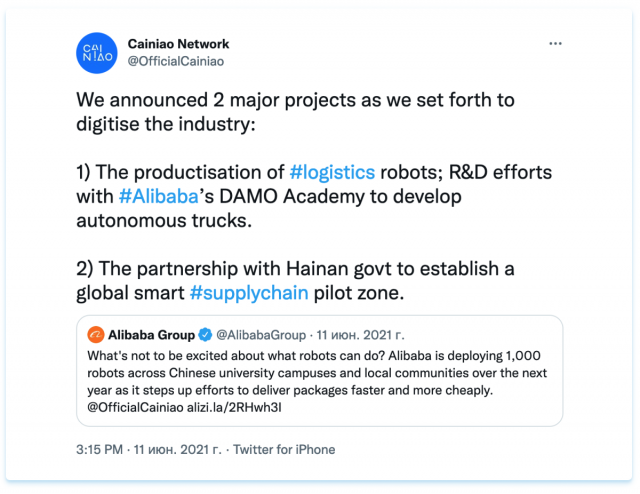 CAI
NIAO
Cainiao Network
@OfficialCainiao
We announced 2 major projects as we set forth to
digitise the industry:
1) The productisation of #logistics robots; R&D efforts
with #Alibaba's DAMO Academy to develop
autonomous trucks.
2) The partnership with Hainan govt to establish a
global smart #supplychain pilot zone.
Alibaba Group @AlibabaGroup · 11 июн. 2021 г.
What's not to be excited about what robots can do? Alibaba is deploying 1,000
robots across Chinese university campuses and local communities over the next
year as it steps up efforts to deliver packages faster and more cheaply.
@OfficialCainiao alizi.la/2RHwh3I
3:15 PM · 11 июн. 2021 г. · Twitter for iPhone